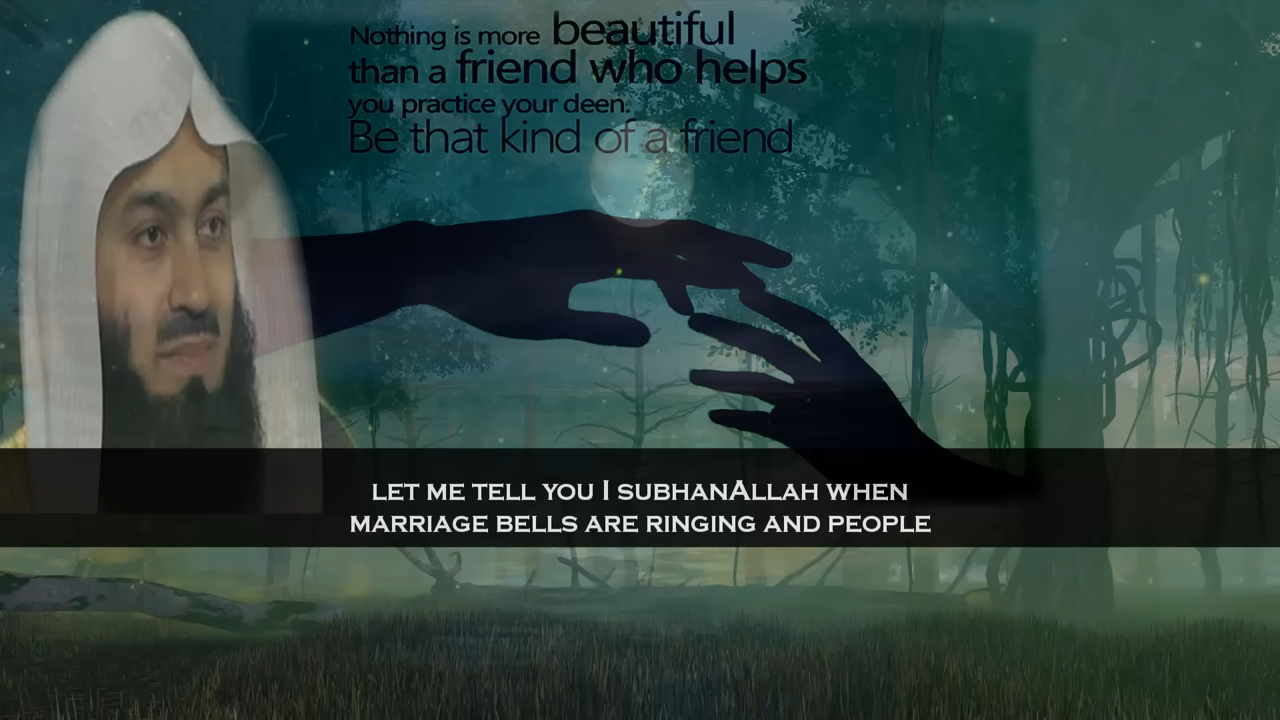 Nothing is more beautiful
than a friend who helps
you practice your deen.
Be that kind of a friend
LET ME TELL YOU I SUBHANALLAH WHEN
MARRIAGE BELLS ARE RINGING AND PEOPLE